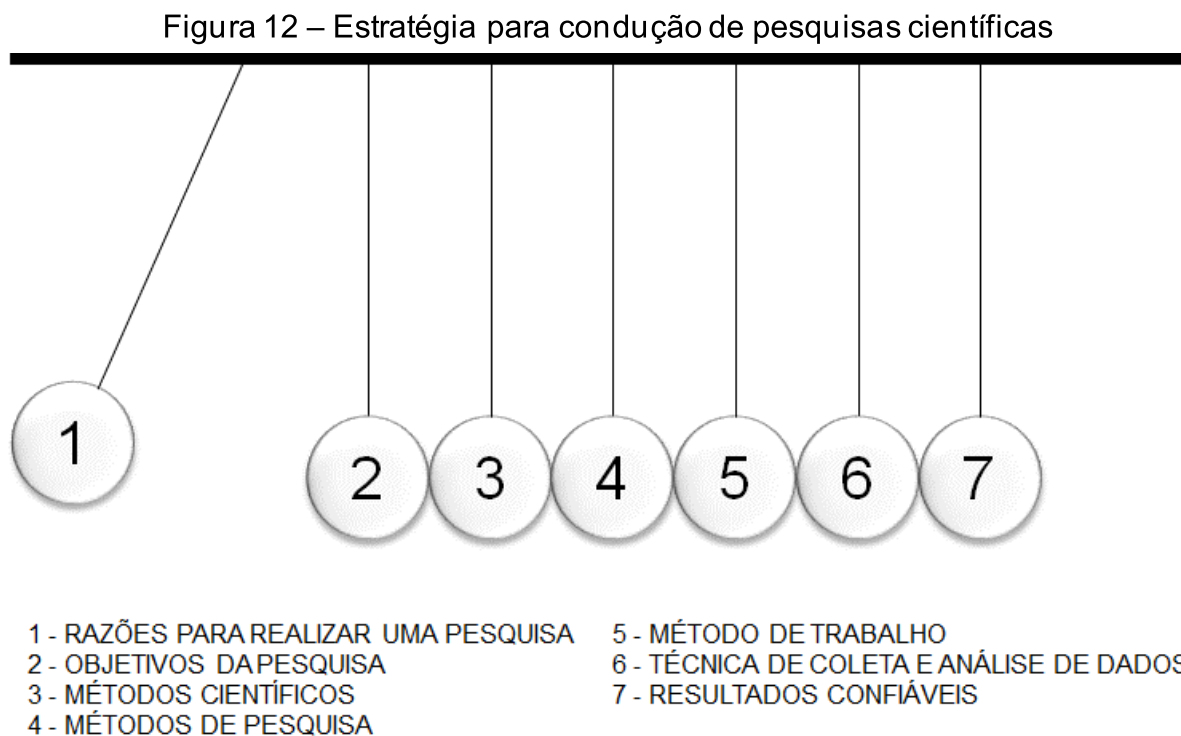 Figura 12 – Estratégia para condução de pesquisas científicas
1
2
3
4
5
6
7
1 - RAZÕES PARA REALIZAR UMA PESQUISA
2 - OBJETIVOS DA PESQUISA
3 - MÉTODOS CIENTÍFICOS
4 - MÉTODOS DE PESQUISA
5 - MÉTODO DE TRABALHO
6 - TÉCNICA DE COLETA E ANÁLISE DE DADOS
7 - RESULTADOS CONFIÁVEIS